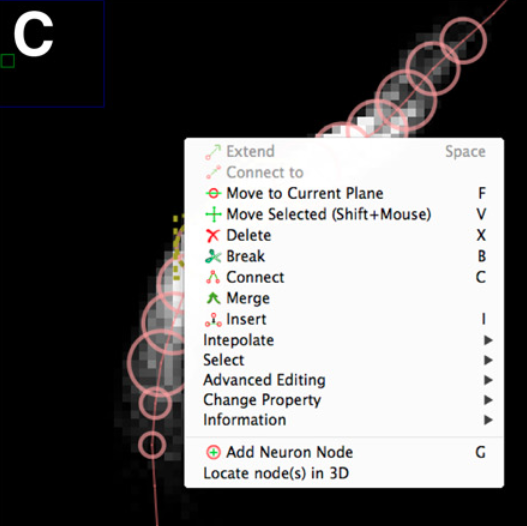 C
Extend Space
Connect to
Move to Current Plane F
Move Selected (Shift+Mouse) V
Delete X
Break B
Connect C
Merge
Insert I
Intepolate
Select
Advanced Editing
Change Property
Information
Add Neuron Node G
Locate node(s) in 3D